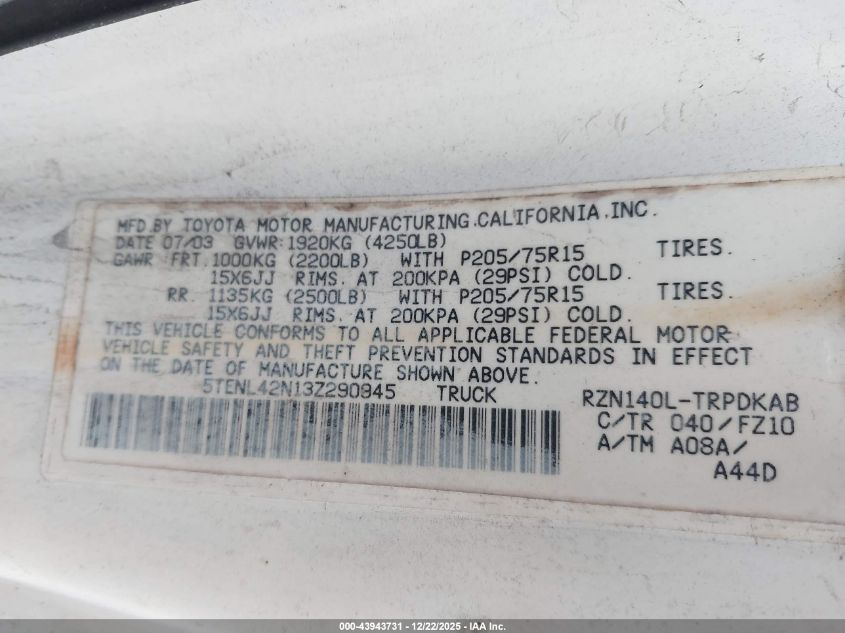 MFD.BY TOYOTA MOTOR MANUFACTURING.CALIFORNIA.INC.
DATE 07/03 GVWR:1920KG (4250LB)
GAWR FRT.1000KG (2200LB) WITH P205/75R15 TIRES.
15X6JJ RIMS. AT 200KPA (29PSI) COLD.
RR. 1135KG (2500LB) WITH P205/75R15 TIRES.
15X6JJ RIMS. AT 200KPA (29PSI) COLD.
THIS VEHICLE CONFORMS TO ALL APPLICABLE FEDERAL MOTOR
VEHICLE SAFETY AND THEFT PREVENTION STANDARDS IN EFFECT
ON THE DATE OF MANUFACTURE SHOWN ABOVE.
5TENL42N13Z290945 TRUCK RZN140L-TRPDKAB
C/TR 040/FZ10
A/TM A08A/
A44D
000-43943731 - 12/22/2025 - IAA Inc.